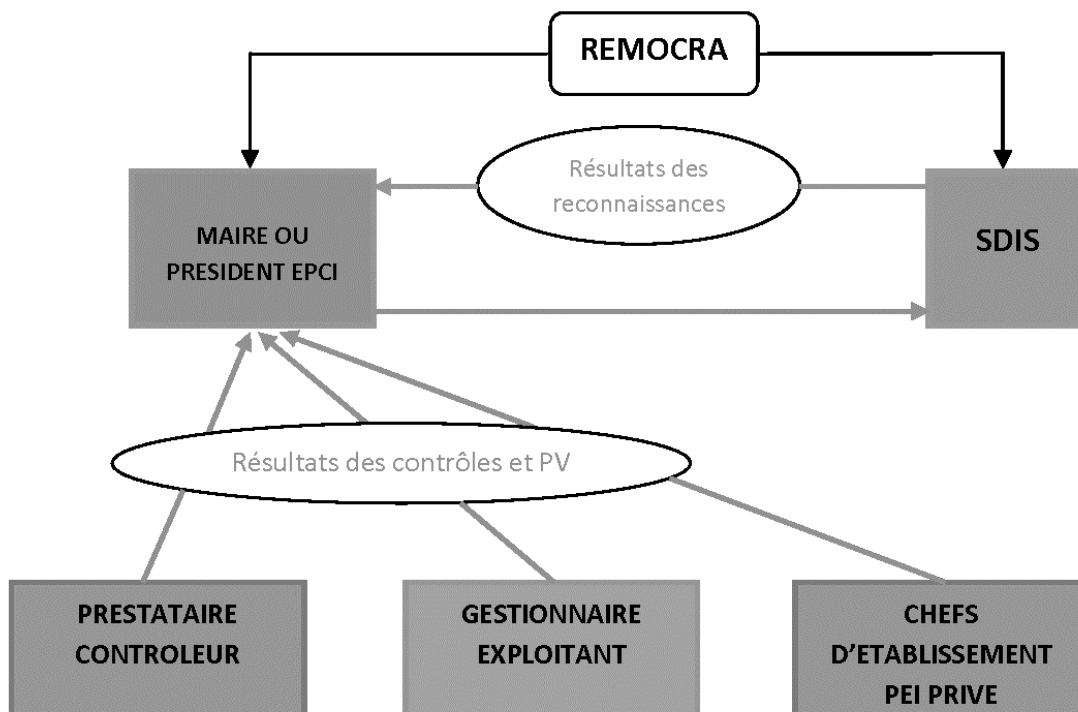 REMOCRA
Résultats des
reconnaissances
MAIRE OU
PRESIDENT EPCI
SDIS
Résultats des contrôles et PV
PRESTATAIRE
CONTROLEUR
GESTIONNAIRE
EXPLOITANT
CHEFS
D’ETABLISSEMENT
PEI PRIVE